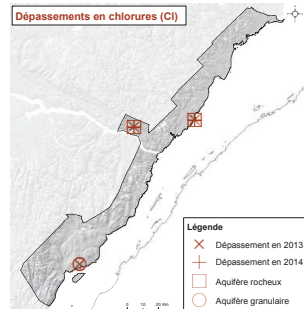 Dépassements en chlorures (Cl)
Légende
Dépassement en 2013
Dépassement en 2014
Aquifère rocheux
Aquifère granulaire
0 10 20 Km